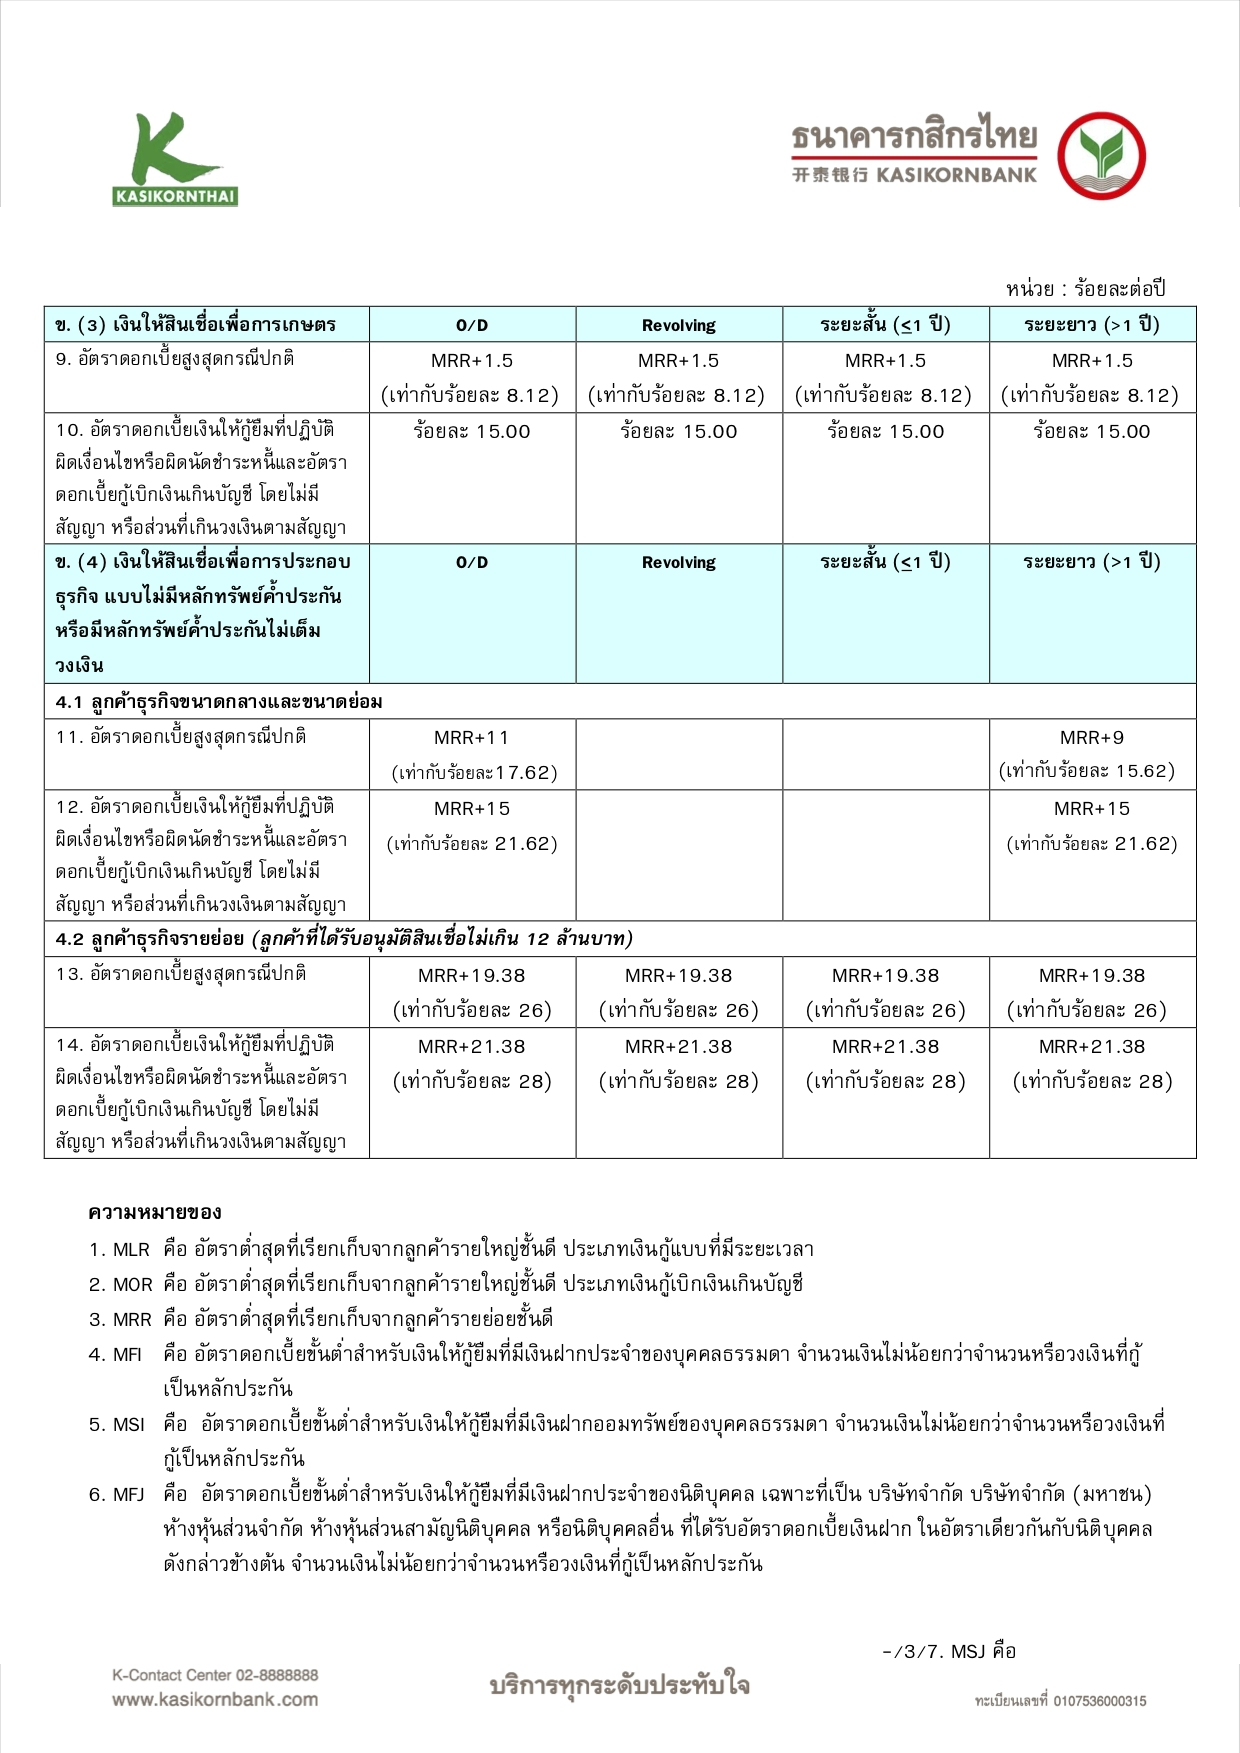 KASIKORNTHAI
ธนาคารกสิกรไทย
开泰银行 KASIKORNBANK
หน่วย : ร้อยละต่อปี
ข. (3) เงินให้สินเชื่อเพื่อการเกษตร O/D Revolving ระยะสั้น (≤1 ปี) ระยะยาว (>1 ปี)
9. อัตราดอกเบี้ยสูงสุดกรณีปกติ MRR+1.5 MRR+1.5 MRR+1.5 MRR+1.5
(เท่ากับร้อยละ 8.12) (เท่ากับร้อยละ 8.12) (เท่ากับร้อยละ 8.12) (เท่ากับร้อยละ 8.12)
10. อัตราดอกเบี้ยเงินให้กู้ยืมที่ปฏิบัติ ร้อยละ 15.00 ร้อยละ 15.00 ร้อยละ 15.00 ร้อยละ 15.00
ผิดเงื่อนไขหรือผิดนัดชำระหนี้และอัตรา
ดอกเบี้ยกู้เบิกเงินเกินบัญชี โดยไม่มี
สัญญา หรือส่วนที่เกินวงเงินตามสัญญา
ข. (4) เงินให้สินเชื่อเพื่อการประกอบ O/D Revolving ระยะสั้น (≤1 ปี) ระยะยาว (>1 ปี)
ธุรกิจ แบบไม่มีหลักทรัพย์ค้ำประกัน
หรือมีหลักทรัพย์ค้ำประกันไม่เต็ม
วงเงิน
4.1 ลูกค้าธุรกิจขนาดกลางและขนาดย่อม
11. อัตราดอกเบี้ยสูงสุดกรณีปกติ MRR+11 MRR+9
(เท่ากับร้อยละ17.62) (เท่ากับร้อยละ 15.62)
12. อัตราดอกเบี้ยเงินให้กู้ยืมที่ปฏิบัติ MRR+15 MRR+15
ผิดเงื่อนไขหรือผิดนัดชำระหนี้และอัตรา (เท่ากับร้อยละ 21.62) (เท่ากับร้อยละ 21.62)
ดอกเบี้ยกู้เบิกเงินเกินบัญชี โดยไม่มี
สัญญา หรือส่วนที่เกินวงเงินตามสัญญา
4.2 ลูกค้าธุรกิจรายย่อย (ลูกค้าที่ได้รับอนุมัติสินเชื่อไม่เกิน 12 ล้านบาท)
13. อัตราดอกเบี้ยสูงสุดกรณีปกติ MRR+19.38 MRR+19.38 MRR+19.38 MRR+19.38
(เท่ากับร้อยละ 26) (เท่ากับร้อยละ 26) (เท่ากับร้อยละ 26) (เท่ากับร้อยละ 26)
14. อัตราดอกเบี้ยเงินให้กู้ยืมที่ปฏิบัติ MRR+21.38 MRR+21.38 MRR+21.38 MRR+21.38
ผิดเงื่อนไขหรือผิดนัดชำระหนี้และอัตรา (เท่ากับร้อยละ 28) (เท่ากับร้อยละ 28) (เท่ากับร้อยละ 28) (เท่ากับร้อยละ 28)
ดอกเบี้ยกู้เบิกเงินเกินบัญชี โดยไม่มี
สัญญา หรือส่วนที่เกินวงเงินตามสัญญา
ความหมายของ
1. MLR คือ อัตราต่ำสุดที่เรียกเก็บจากลูกค้ารายใหญ่ชั้นดี ประเภทเงินกู้แบบที่มีระยะเวลา
2. MOR คือ อัตราต่ำสุดที่เรียกเก็บจากลูกค้ารายใหญ่ชั้นดี ประเภทเงินกู้เบิกเงินเกินบัญชี
3. MRR คือ อัตราต่ำสุดที่เรียกเก็บจากลูกค้ารายย่อยชั้นดี
4. MFI คือ อัตราดอกเบี้ยขั้นต่ำสำหรับเงินให้กู้ยืมที่มีเงินฝากประจำของบุคคลธรรมดา จำนวนเงินไม่น้อยกว่าจำนวนหรือวงเงินที่กู้
เป็นหลักประกัน
5. MSI คือ อัตราดอกเบี้ยขั้นต่ำสำหรับเงินให้กู้ยืมที่มีเงินฝากออมทรัพย์ของบุคคลธรรมดา จำนวนเงินไม่น้อยกว่าจำนวนหรือวงเงินที่
กู้เป็นหลักประกัน
6. MFJ คือ อัตราดอกเบี้ยขั้นต่ำสำหรับเงินให้กู้ยืมที่มีเงินฝากประจำของนิติบุคคล เฉพาะที่เป็น บริษัทจำกัด บริษัทจำกัด (มหาชน)
ห้างหุ้นส่วนจำกัด ห้างหุ้นส่วนสามัญนิติบุคคล หรือนิติบุคคลอื่น ที่ได้รับอัตราดอกเบี้ยเงินฝาก ในอัตราเดียวกันกับนิติบุคคล
ดังกล่าวข้างต้น จำนวนเงินไม่น้อยกว่าจำนวนหรือวงเงินที่กู้เป็นหลักประกัน
-/3/7. MSJ คือ
K-Contact Center 02-8888888
www.kasikornbank.com
บริการทุกระดับประทับใจ
ทะเบียนเลขที่ 0107536000315